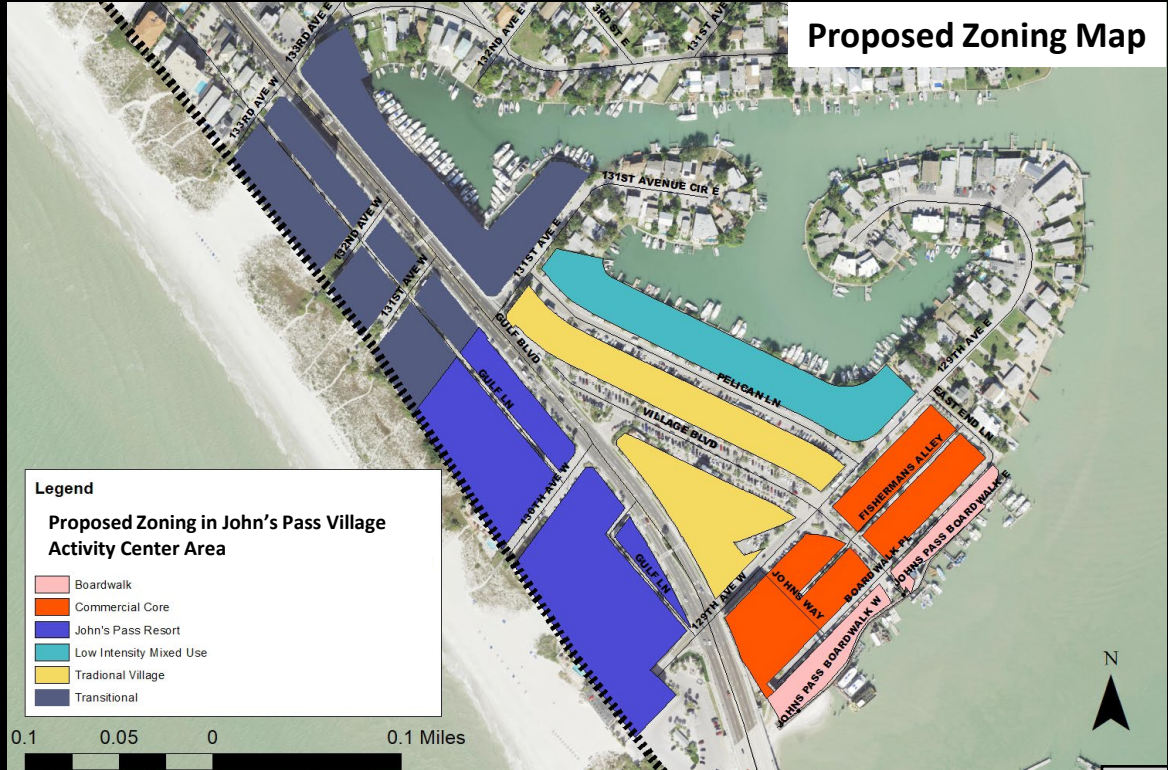 Proposed Zoning Map
133RD AVE E
132ND AVE E
3RD ST E
131ST AVE E
133RD AVE W
131ST AVENUE CIR E
132ND AVE W
131ST AVE E
131ST AVE W
GULF BLVD
129TH AVE E
PELICAN LN
GULF LN
EAST END LN
VILLAGE BLVD
FISHERMANS ALLEY
130TH AVE W
JOHNS PASS BOARDWALK E
BOARDWALK PL
GULF LN
JOHNS WAY
129TH AVE W
JOHNS PASS BOARDWALK W
Legend
Proposed Zoning in John's Pass Village
Activity Center Area
Boardwalk
Commercial Core
John's Pass Resort
Low Intensity Mixed Use
Tradional Village
Transitional
N
0.1 0.05 0 0.1 Miles